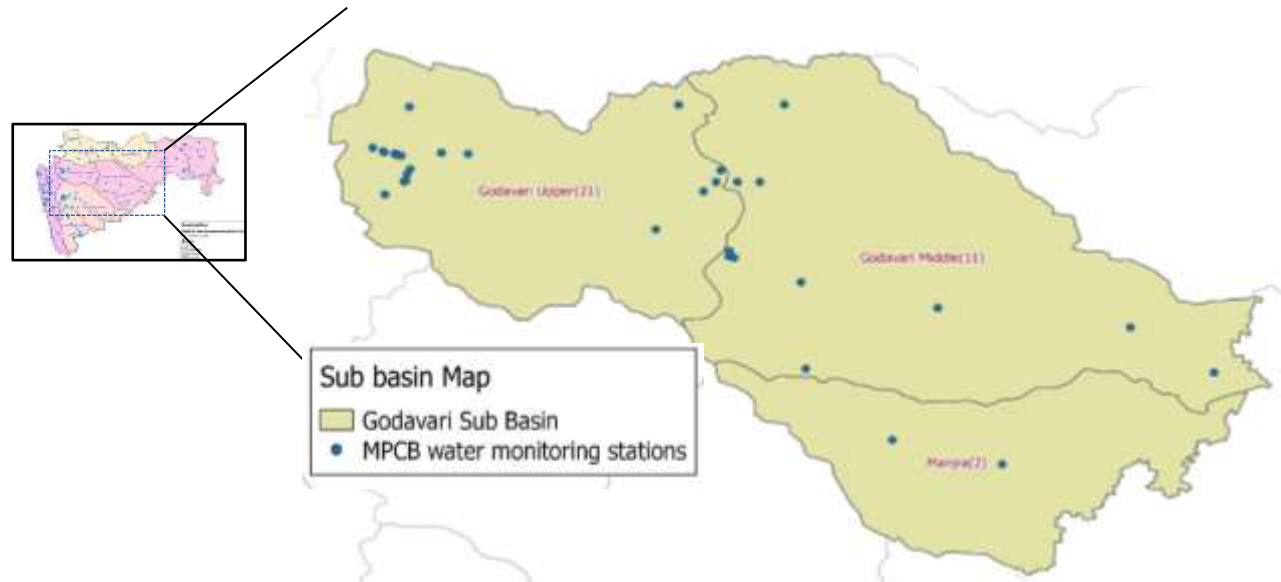 Godavari Upper(21)
Godavari Middle(11)
Manjra(2)
Sub basin Map
Godavari Sub Basin
MPCB water monitoring stations